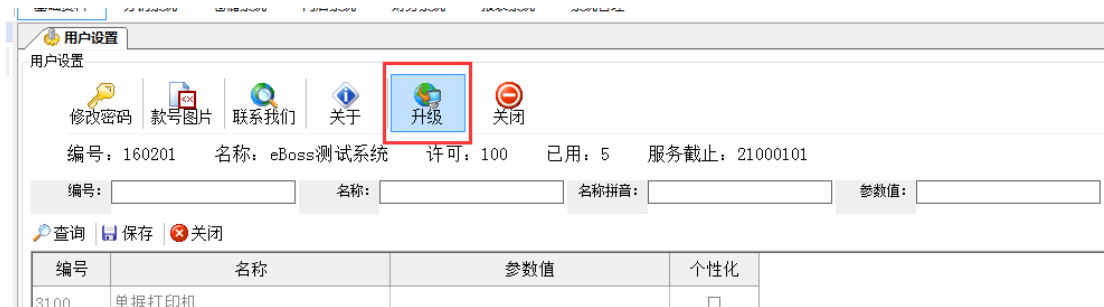 用户设置
用户设置
修改密码 款号图片 联系我们 关于 升级 关闭
编号：160201 名称：eBoss测试系统 许可：100 已用：5 服务截止：21000101
编号： 名称： 名称拼音： 参数值：
查询 保存 关闭
编号 名称 参数值 个性化
3100 单据打印机